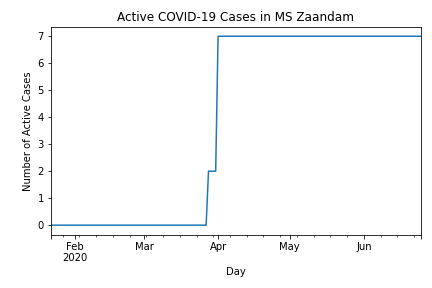 Active COVID-19 Cases in MS Zaandam
Number of Active Cases
7
6
5
4
3
2
1
0
Feb Mar Apr May Jun
2020
Day